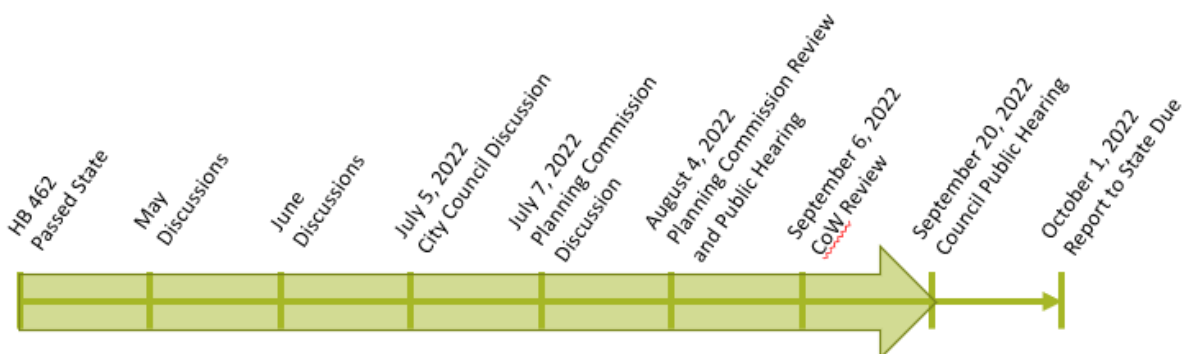 HB 462
Passed State
May
Discussions
June
Discussions
July 5, 2022
City Council Discussion
July 7, 2022
Planning Commission
Discussion
August 4, 2022
Planning Commission Review
and Public Hearing
September 6, 2022
CoW Review
September 20, 2022
Council Public Hearing
October 1, 2022
Report to State Due